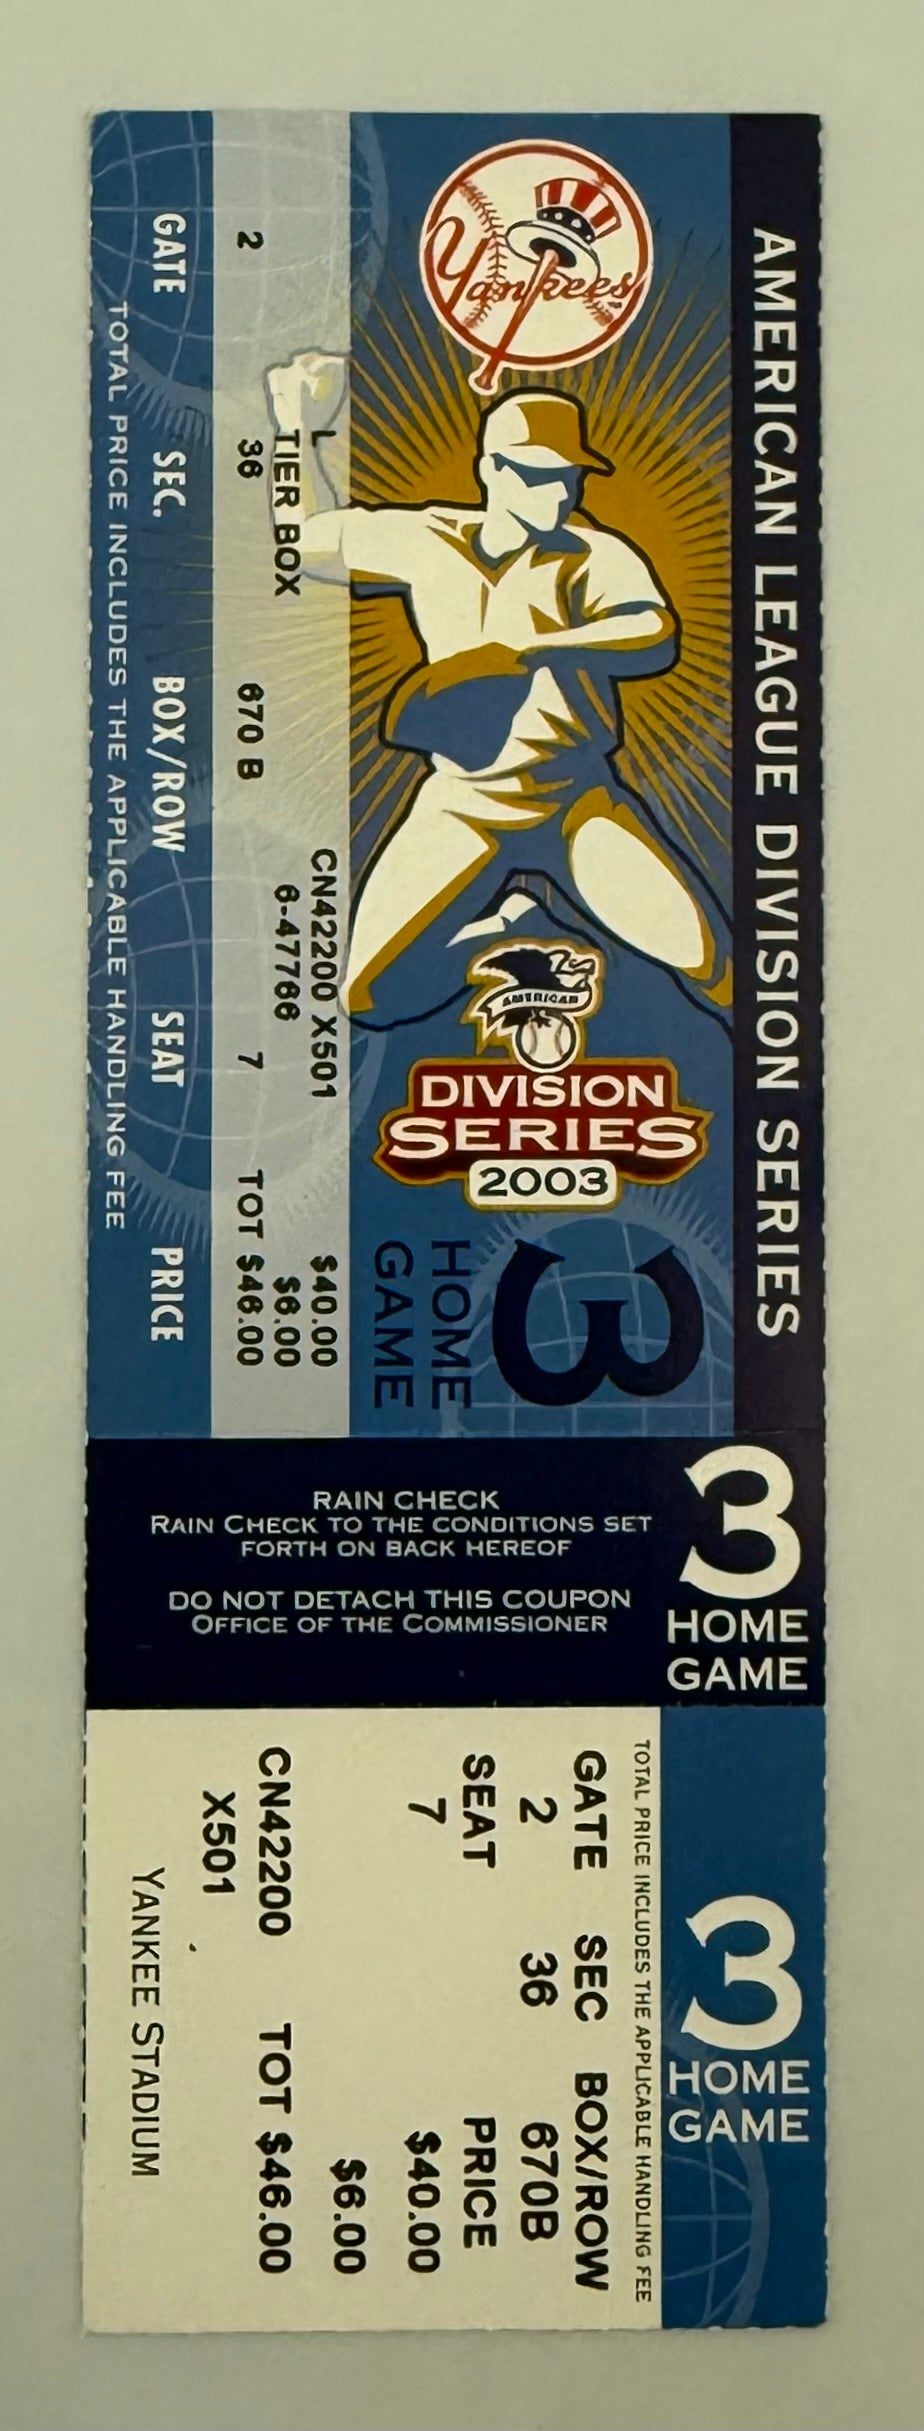 AMERICAN LEAGUE DIVISION SERIES
Yankees
AMERICAN
DIVISION
SERIES
2003
3
HOME
GAME
L CN42200 X501 $40.00
TIER BOX 6-47766 $6.00
2 36 670 B 7 TOT $46.00
GATE SEC. BOX/ROW SEAT PRICE
TOTAL PRICE INCLUDES THE APPLICABLE HANDLING FEE
RAIN CHECK
RAIN CHECK TO THE CONDITIONS SET
FORTH ON BACK HEREOF
DO NOT DETACH THIS COUPON
OFFICE OF THE COMMISSIONER
3
HOME
GAME
3
HOME
GAME
TOTAL PRICE INCLUDES THE APPLICABLE HANDLING FEE
GATE SEC BOX/ROW
2 36 670B
SEAT PRICE
7 $40.00
$6.00
CN42200 TOT $46.00
X501
YANKEE STADIUM